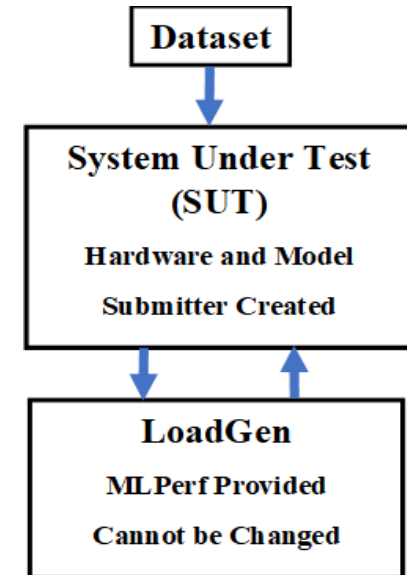 Dataset
System Under Test
(SUT)
Hardware and Model
Submitter Created
LoadGen
MLPerf Provided
Cannot be Changed